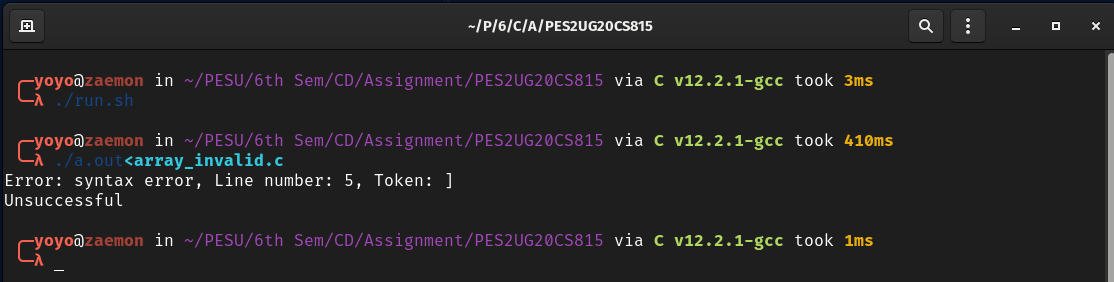 ~/P/6/C/A/PES2UG20CS815
yoyo@zaemon in ~/PESU/6th Sem/CD/Assignment/PES2UG20CS815 via C v12.2.1-gcc took 3ms
λ ./run.sh
yoyo@zaemon in ~/PESU/6th Sem/CD/Assignment/PES2UG20CS815 via C v12.2.1-gcc took 410ms
λ ./a.out<array_invalid.c
Error: syntax error, Line number: 5, Token: ]
Unsuccessful
yoyo@zaemon in ~/PESU/6th Sem/CD/Assignment/PES2UG20CS815 via C v12.2.1-gcc took 1ms
λ _